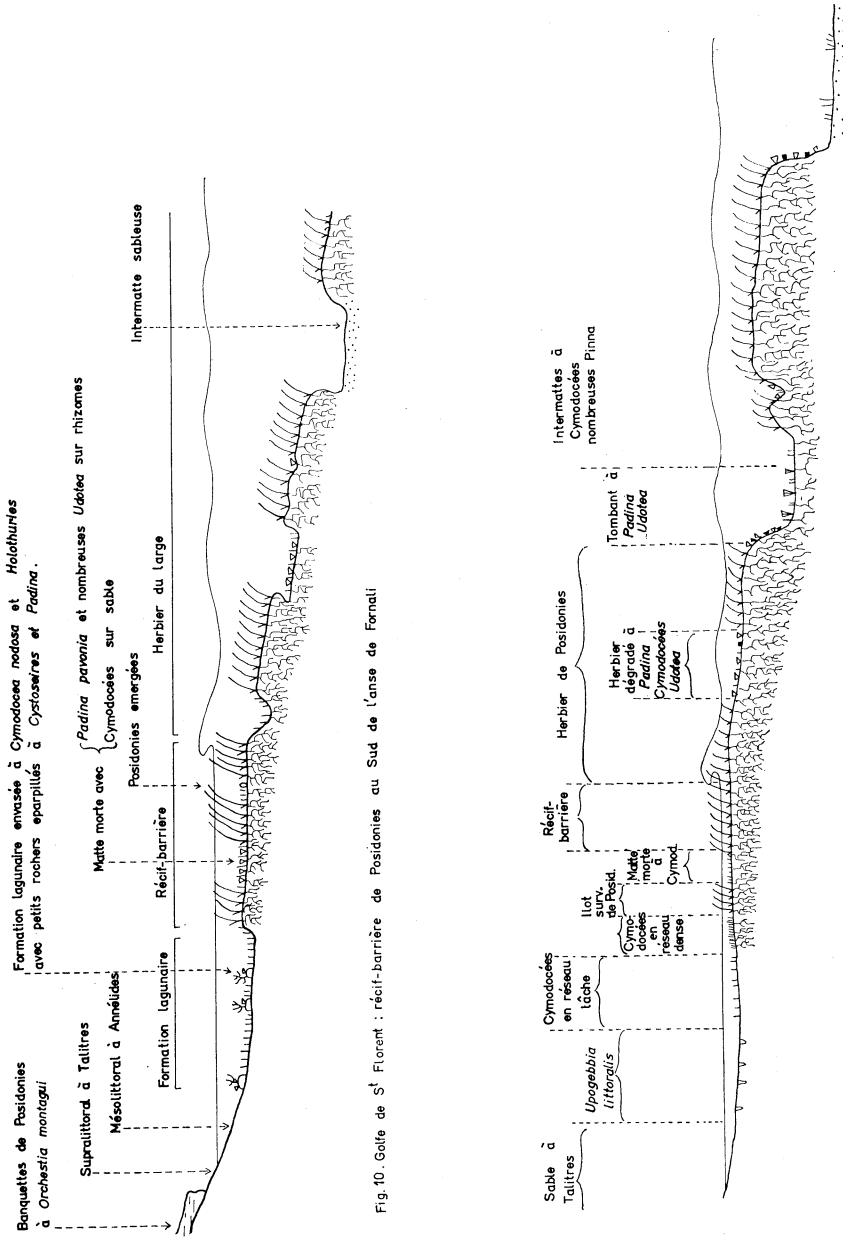 Banquettes de Posidonies
à Orchestia montagui
Supralittoral à Talitres
Mésolittoral à Annélides
Formation lagunaire envasée à Cymodocea nodosa et Holothuries
avec petits rochers eparpillés à Cystoseires et Padina.
Formation lagunaire
Récif-barrière
Matte morte avec
Padina pavonia et nombreuses Udotea sur rhizomes
Cymodocées sur sable
Posidonies emergées
Herbier du large
Intermatte sableuse
Fig. 10. Golfe de St Florent : récif-barrière de Posidonies au Sud de l'anse de Fornali
Sable à
Talitres
Upogebbia
littoralis
Cymodocées
en réseau
lâche
Cymo-
docées
en
réseau
dense
Ilot
surv.
de Posid.
Matte
morte
à
Cymod.
Récif-
barrière
Herbier de Posidonies
Herbier
dégradé à
Padina
Cymodocées
Udotea
Tombant à
Padina
Udotea
Intermattes à
Cymodocées
nombreuses Pinna